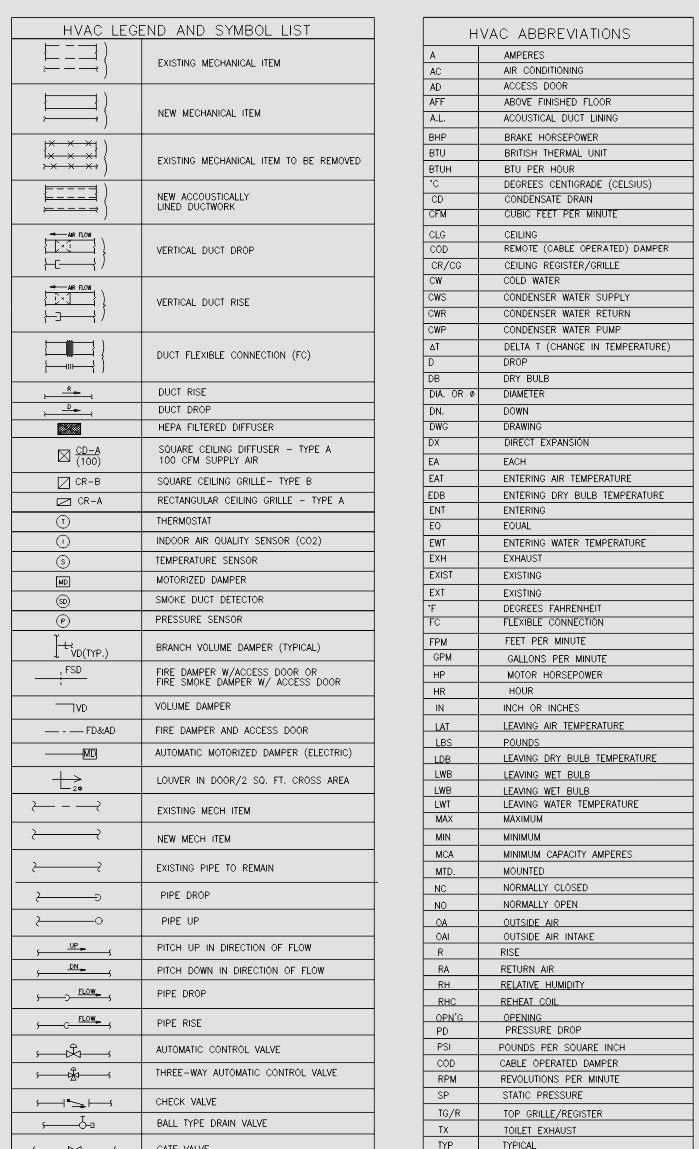 HVAC LEGEND AND SYMBOL LIST
EXISTING MECHANICAL ITEM
NEW MECHANICAL ITEM
EXISTING MECHANICAL ITEM TO BE REMOVED
NEW ACCOUSTICALLY
LINED DUCTWORK
AIR FLOW
VERTICAL DUCT DROP
AIR FLOW
VERTICAL DUCT RISE
DUCT FLEXIBLE CONNECTION (FC)
R DUCT RISE
D DUCT DROP
HEPA FILTERED DIFFUSER
CD-A SQUARE CEILING DIFFUSER – TYPE A
(100) 100 CFM SUPPLY AIR
CR-B SQUARE CEILING GRILLE– TYPE B
CR-A RECTANGULAR CEILING GRILLE – TYPE A
T THERMOSTAT
i INDOOR AIR QUALITY SENSOR (CO2)
S TEMPERATURE SENSOR
MD MOTORIZED DAMPER
SD SMOKE DUCT DETECTOR
P PRESSURE SENSOR
VD(TYP.) BRANCH VOLUME DAMPER (TYPICAL)
FSD FIRE DAMPER W/ACCESS DOOR OR
FIRE SMOKE DAMPER W/ ACCESS DOOR
VD VOLUME DAMPER
FD&AD FIRE DAMPER AND ACCESS DOOR
MD AUTOMATIC MOTORIZED DAMPER (ELECTRIC)
2⌀ LOUVER IN DOOR/2 SQ. FT. CROSS AREA
EXISTING MECH ITEM
NEW MECH ITEM
EXISTING PIPE TO REMAIN
PIPE DROP
PIPE UP
UP PITCH UP IN DIRECTION OF FLOW
DN PITCH DOWN IN DIRECTION OF FLOW
FLOW PIPE DROP
FLOW PIPE RISE
AUTOMATIC CONTROL VALVE
THREE-WAY AUTOMATIC CONTROL VALVE
CHECK VALVE
BALL TYPE DRAIN VALVE
GATE VALVE
HVAC ABBREVIATIONS
A AMPERES
AC AIR CONDITIONING
AD ACCESS DOOR
AFF ABOVE FINISHED FLOOR
A.L. ACOUSTICAL DUCT LINING
BHP BRAKE HORSEPOWER
BTU BRITISH THERMAL UNIT
BTUH BTU PER HOUR
°C DEGREES CENTIGRADE (CELSIUS)
CD CONDENSATE DRAIN
CFM CUBIC FEET PER MINUTE
CLG CEILING
COD REMOTE (CABLE OPERATED) DAMPER
CR/CG CEILING REGISTER/GRILLE
CW COLD WATER
CWS CONDENSER WATER SUPPLY
CWR CONDENSER WATER RETURN
CWP CONDENSER WATER PUMP
ΔT DELTA T (CHANGE IN TEMPERATURE)
D DROP
DB DRY BULB
DIA. OR ø DIAMETER
DN. DOWN
DWG DRAWING
DX DIRECT EXPANSION
EA EACH
EAT ENTERING AIR TEMPERATURE
EDB ENTERING DRY BULB TEMPERATURE
ENT ENTERING
EQ EQUAL
EWT ENTERING WATER TEMPERATURE
EXH EXHAUST
EXIST EXISTING
EXT EXISTING
°F DEGREES FAHRENHEIT
FC FLEXIBLE CONNECTION
FPM FEET PER MINUTE
GPM GALLONS PER MINUTE
HP MOTOR HORSEPOWER
HR HOUR
IN INCH OR INCHES
LAT LEAVING AIR TEMPERATURE
LBS POUNDS
LDB LEAVING DRY BULB TEMPERATURE
LWB LEAVING WET BULB
LWB LEAVING WET BULB
LWT LEAVING WATER TEMPERATURE
MAX MAXIMUM
MIN MINIMUM
MCA MINIMUM CAPACITY AMPERES
MTD. MOUNTED
NC NORMALLY CLOSED
NO NORMALLY OPEN
OA OUTSIDE AIR
OAI OUTSIDE AIR INTAKE
R RISE
RA RETURN AIR
RH RELATIVE HUMIDITY
RHC REHEAT COIL
OPN'G OPENING
PD PRESSURE DROP
PSI POUNDS PER SQUARE INCH
COD CABLE OPERATED DAMPER
RPM REVOLUTIONS PER MINUTE
SP STATIC PRESSURE
TG/R TOP GRILLE/REGISTER
TX TOILET EXHAUST
TYP TYPICAL